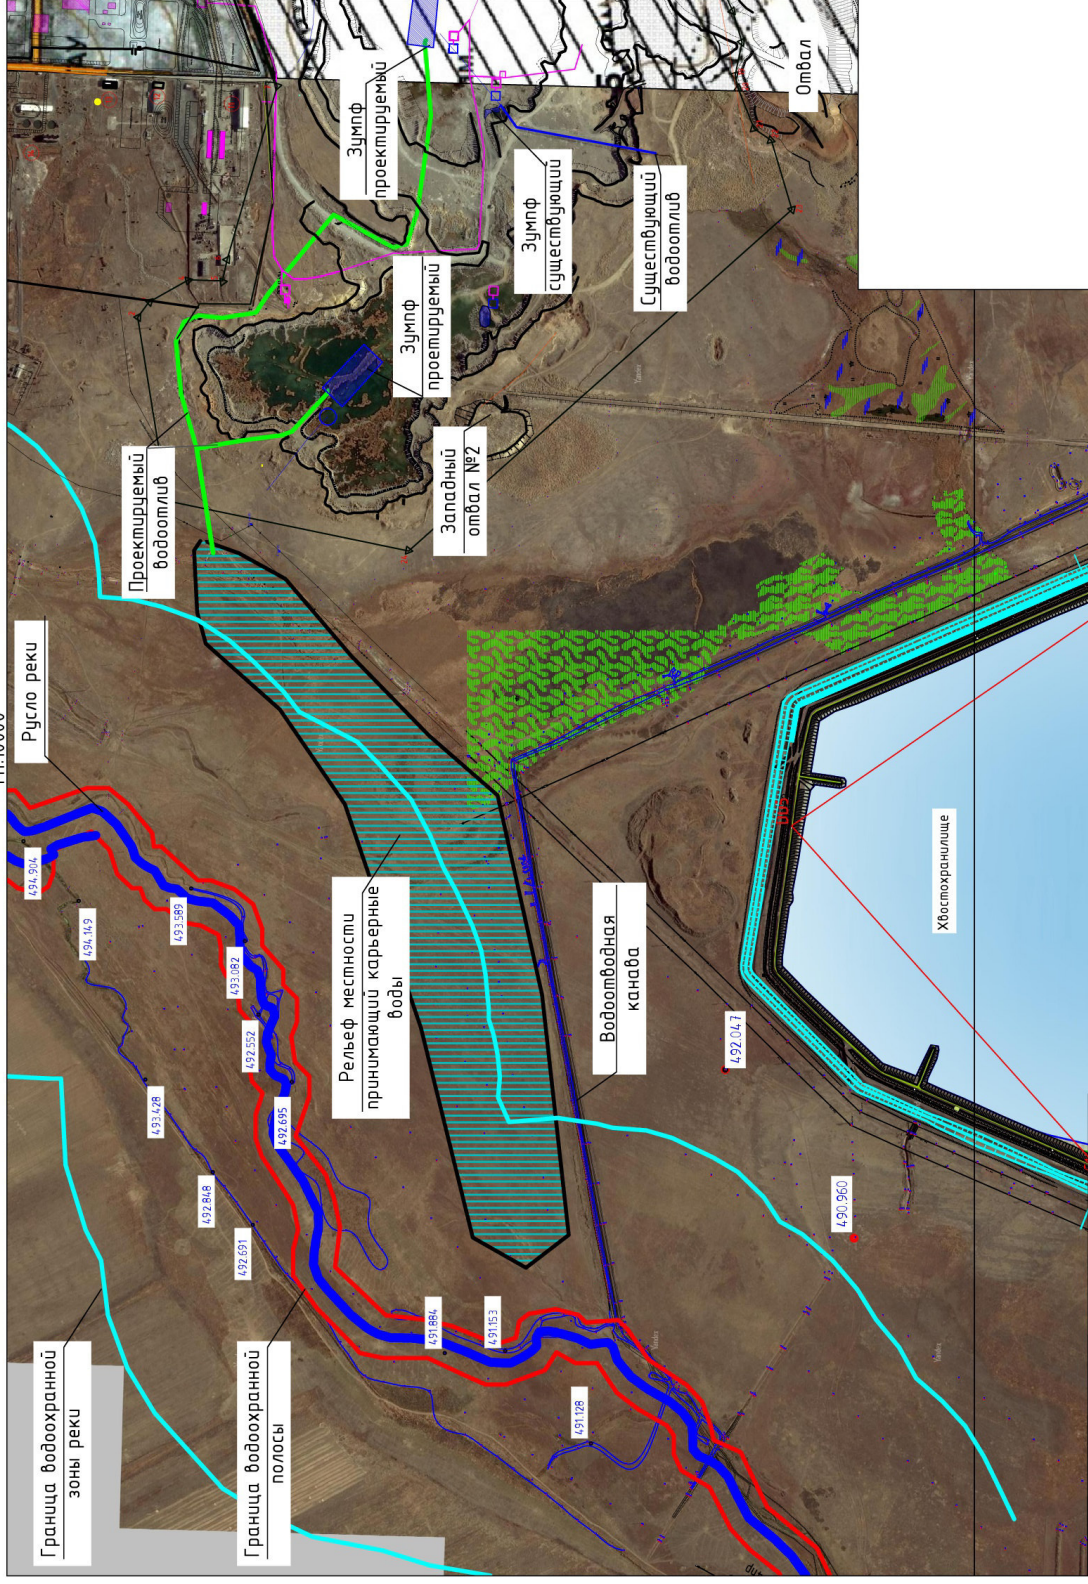 Русло реки
494.904
494.149
493.589
493.082
492.552
493.428
492.695
492.848
492.691
491.884
491.153
491.128
Граница водоохранной
зоны реки
Граница водоохранной
полосы
Рельеф местности
принимающий карьерные
воды
Проектируемый
водоотлив
Зумпф
проектируемый
Зумпф
проетируемый
Зумпф
существующий
Существующий
водоотлив
Отвал
Западный
отвал №2
Водоотводная
канава
492.047
490.960
Хвостохранилище